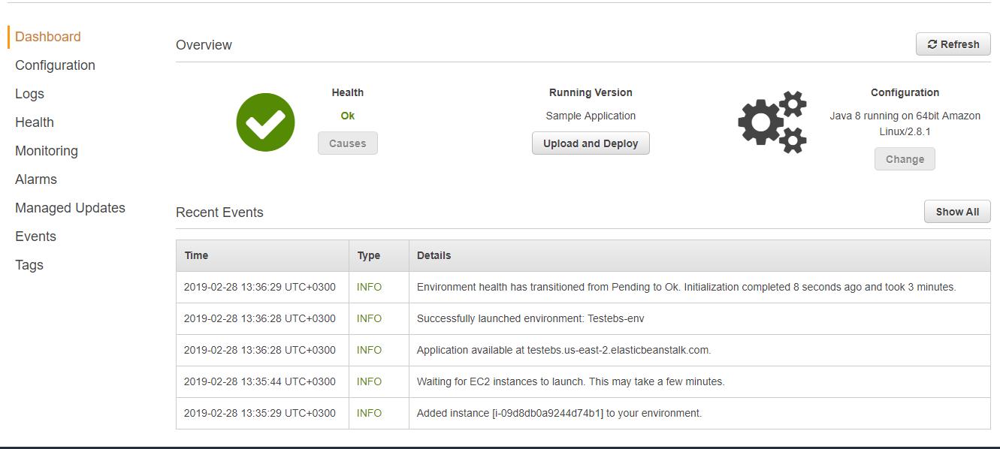 Dashboard
Configuration
Logs
Health
Monitoring
Alarms
Managed Updates
Events
Tags
Overview
Refresh
Health
Ok
Causes
Running Version
Sample Application
Upload and Deploy
Configuration
Java 8 running on 64bit Amazon
Linux/2.8.1
Change
Recent Events
Show All
Time Type Details
2019-02-28 13:36:29 UTC+0300 INFO Environment health has transitioned from Pending to Ok. Initialization completed 8 seconds ago and took 3 minutes.
2019-02-28 13:36:28 UTC+0300 INFO Successfully launched environment: Testebs-env
2019-02-28 13:36:28 UTC+0300 INFO Application available at testebs.us-east-2.elasticbeanstalk.com.
2019-02-28 13:35:44 UTC+0300 INFO Waiting for EC2 instances to launch. This may take a few minutes.
2019-02-28 13:35:29 UTC+0300 INFO Added instance [i-09d8db0a9244d74b1] to your environment.